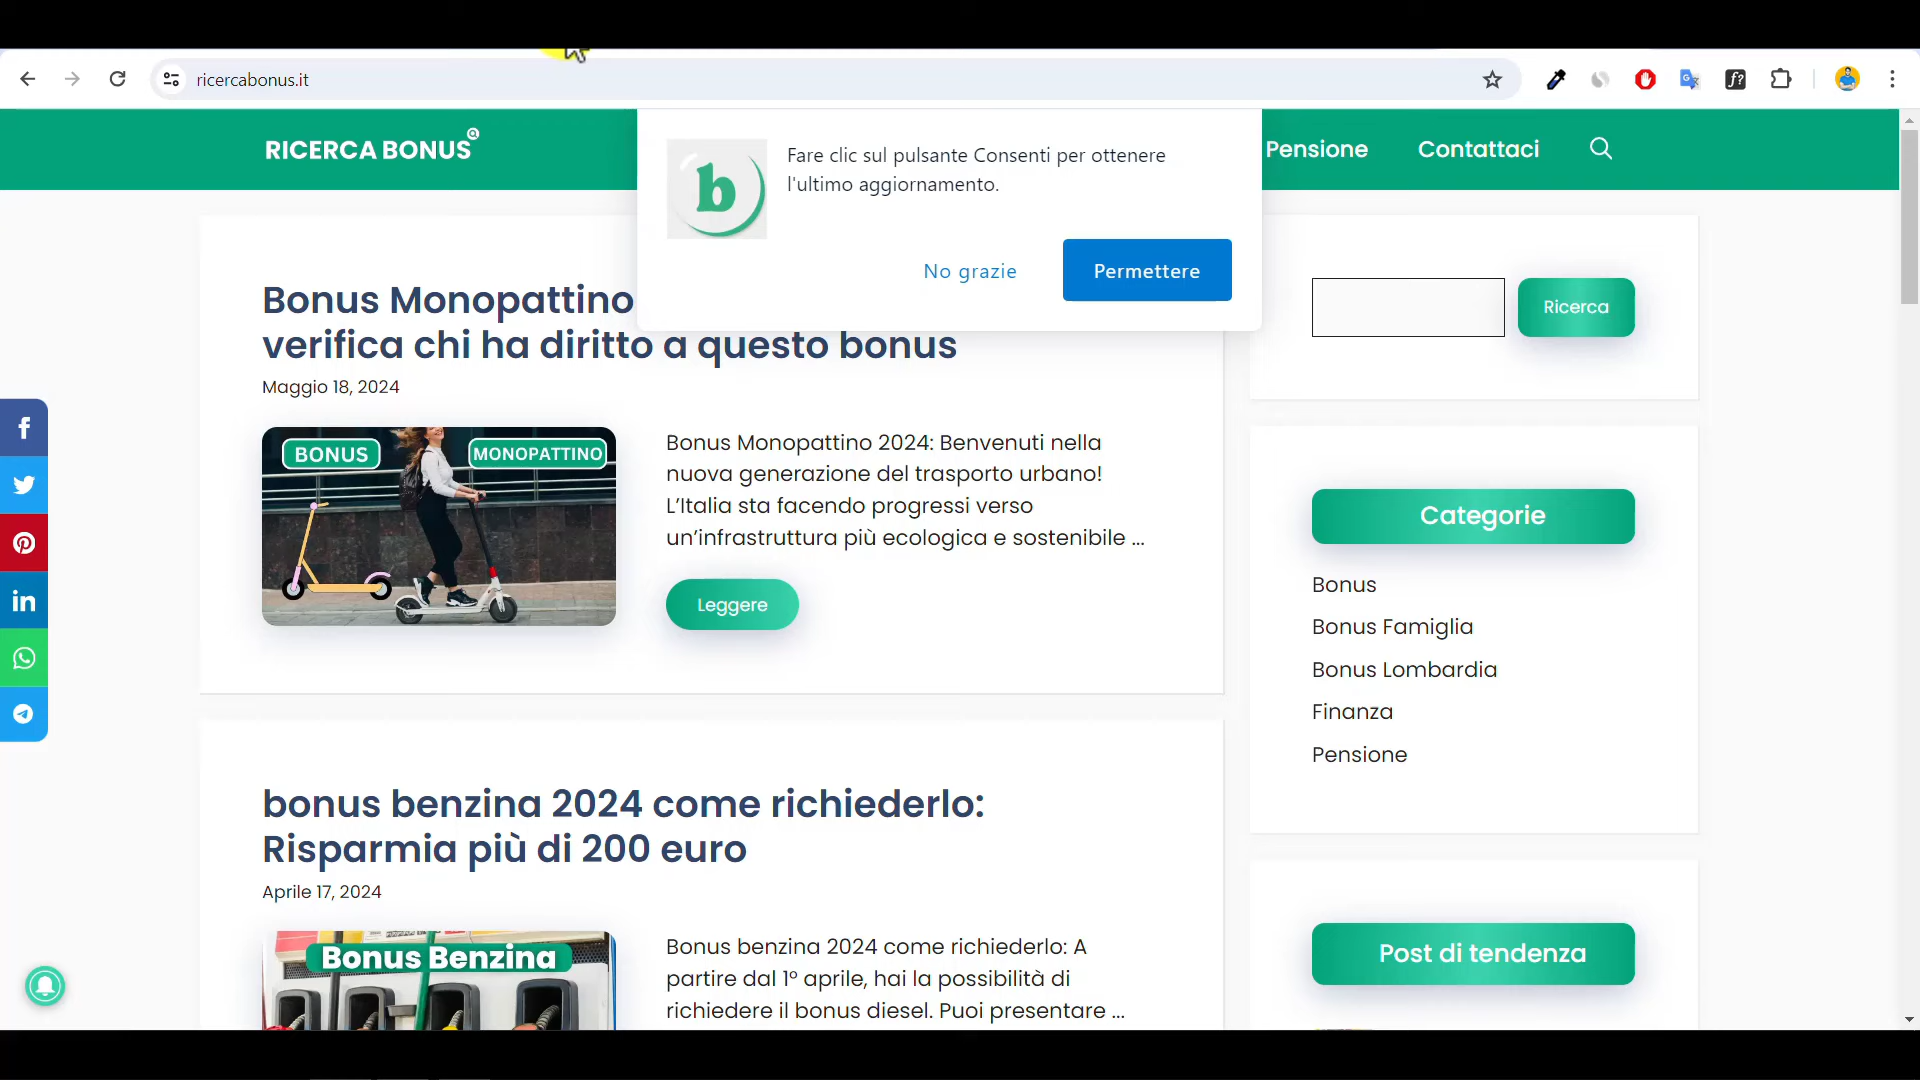 ricercabonus.it
RICERCA BONUS
Pensione
Contattaci
Fare clic sul pulsante Consenti per ottenere
l'ultimo aggiornamento.
No grazie
Permettere
Bonus Monopattino
verifica chi ha diritto a questo bonus
Maggio 18, 2024
BONUS
MONOPATTINO
Bonus Monopattino 2024: Benvenuti nella
nuova generazione del trasporto urbano!
L’Italia sta facendo progressi verso
un’infrastruttura più ecologica e sostenibile ...
Leggere
bonus benzina 2024 come richiederlo:
Risparmia più di 200 euro
Aprile 17, 2024
Bonus Benzina
Bonus benzina 2024 come richiederlo: A
partire dal 1° aprile, hai la possibilità di
richiedere il bonus diesel. Puoi presentare ...
Ricerca
Categorie
Bonus
Bonus Famiglia
Bonus Lombardia
Finanza
Pensione
Post di tendenza